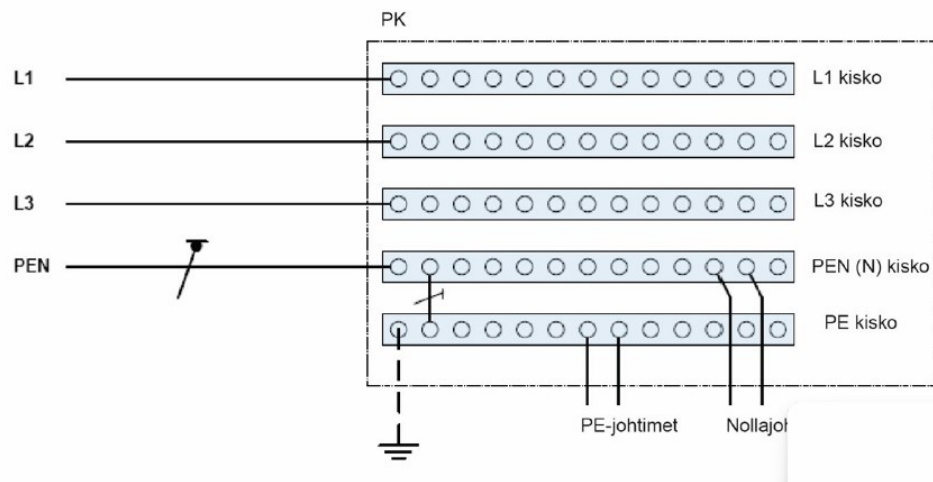 PK
L1
L1 kisko
L2
L2 kisko
L3
L3 kisko
PEN
PEN (N) kisko
PE kisko
PE-johtimet